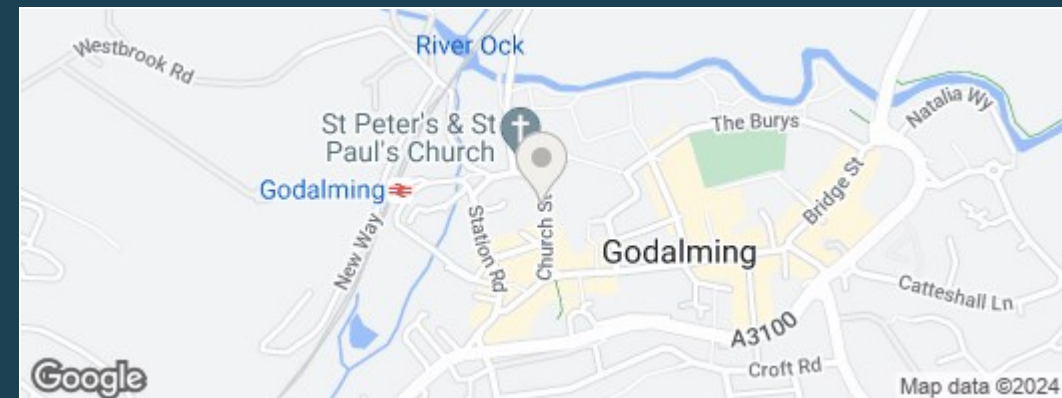 Westbrook Rd
River Ock
Natalia Wy
St Peter's & St
Paul's Church
The Burys
Godalming
Bridge St
New Way
Station Rd
Church St
Godalming
Catteshall Ln
A3100
Croft Rd
Google
Map data ©2024